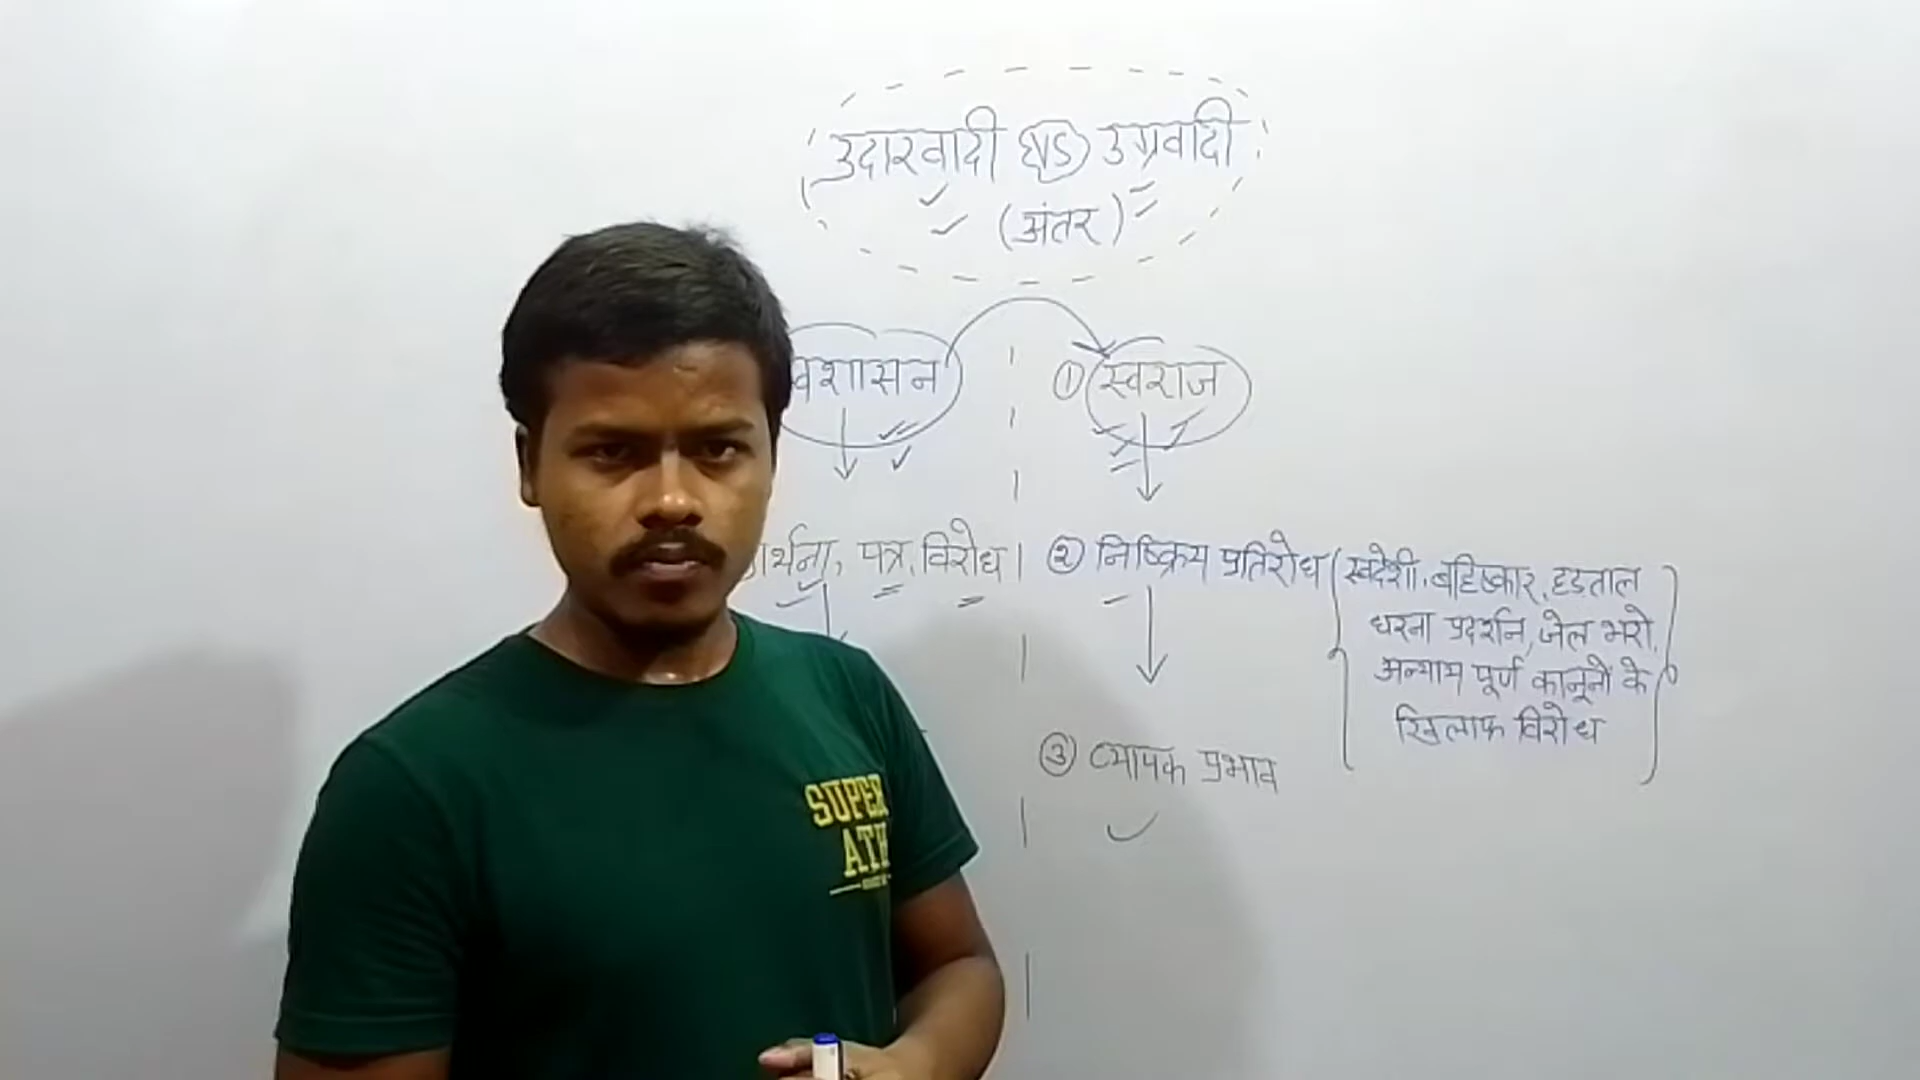 उदारवादी V/S उग्रवादी
(अंतर)
वशासन
① स्वराज
र्थना, पत्र, विरोध
② निष्क्रिय प्रतिरोध (स्वदेशी, बहिष्कार, हड़ताल
धरना प्रदर्शन, जेल भरो,
अन्याय पूर्ण कानूनों के
खिलाफ विरोध
③ व्यापक प्रभाव
SUPER
ATH